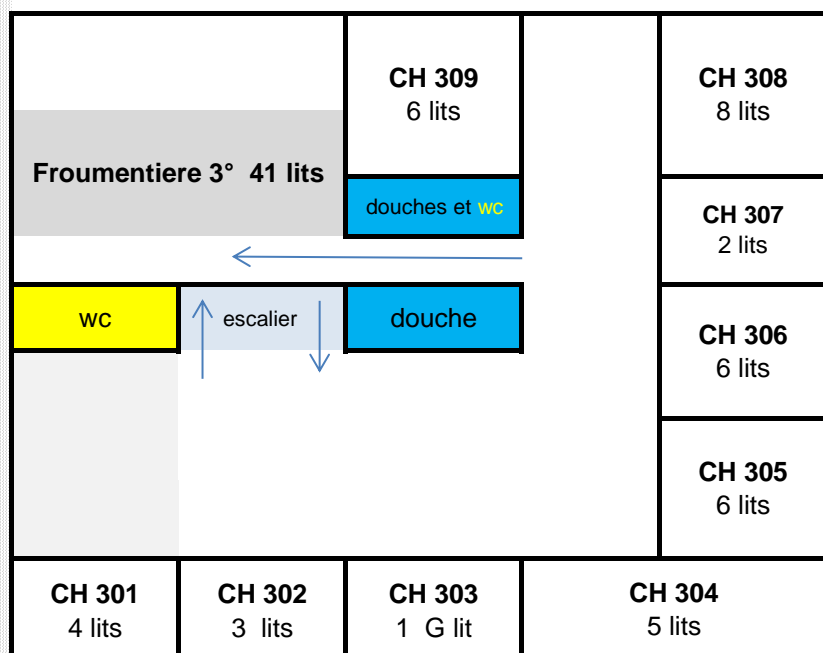 CH 309
6 lits
CH 308
8 lits
Froumentiere 3° 41 lits
douches et wc
CH 307
2 lits
wc
escalier
douche
CH 306
6 lits
CH 305
6 lits
CH 301
4 lits
CH 302
3 lits
CH 303
1 G lit
CH 304
5 lits